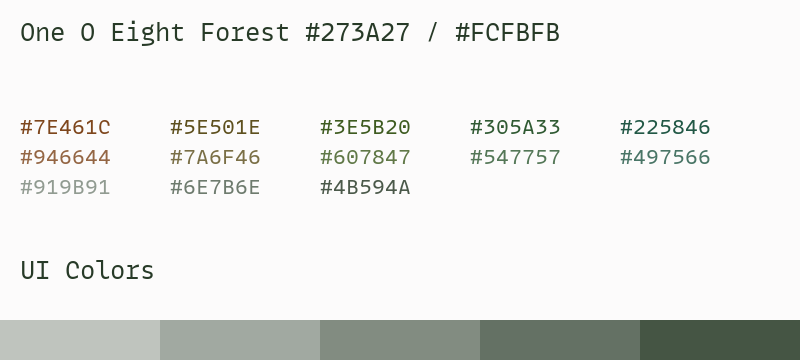 One O Eight Forest #273A27 / #FCFBFB
#7E461C #5E501E #3E5B20 #305A33 #225846
#946644 #7A6F46 #607847 #547757 #497566
#919B91 #6E7B6E #4B594A
UI Colors